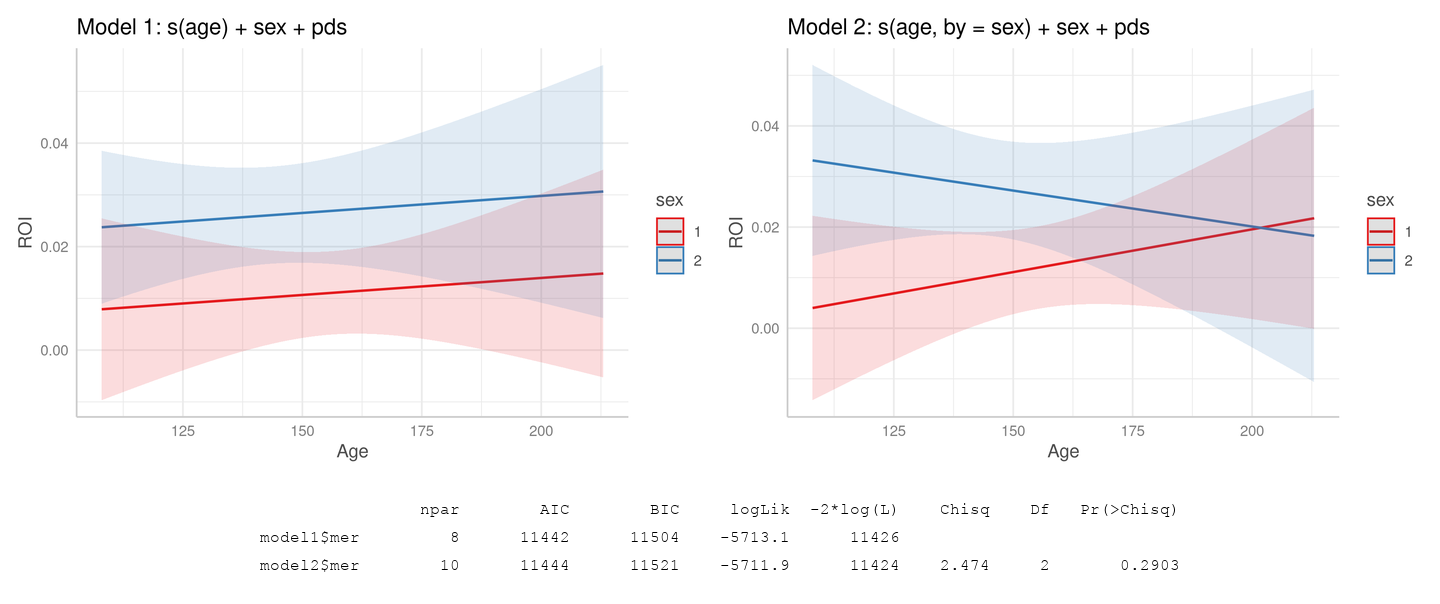 Model 1: s(age) + sex + pds
ROI
0.04
0.02
0.00
125 150 175 200
Age
sex
1
2
Model 2: s(age, by = sex) + sex + pds
ROI
0.04
0.02
0.00
125 150 175 200
Age
sex
1
2
npar AIC BIC logLik -2*log(L) Chisq Df Pr(>Chisq)
model1$mer 8 11442 11504 -5713.1 11426
model2$mer 10 11444 11521 -5711.9 11424 2.474 2 0.2903